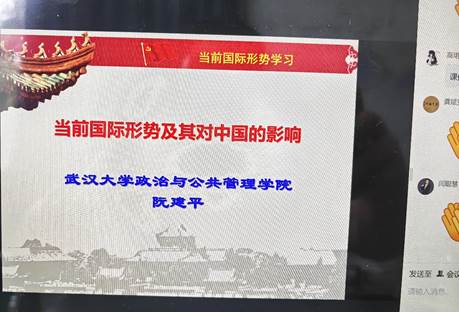 当前国际形势学习
当前国际形势及其对中国的影响
武汉大学政治与公共管理学院
阮建平
发送至
请输入消息